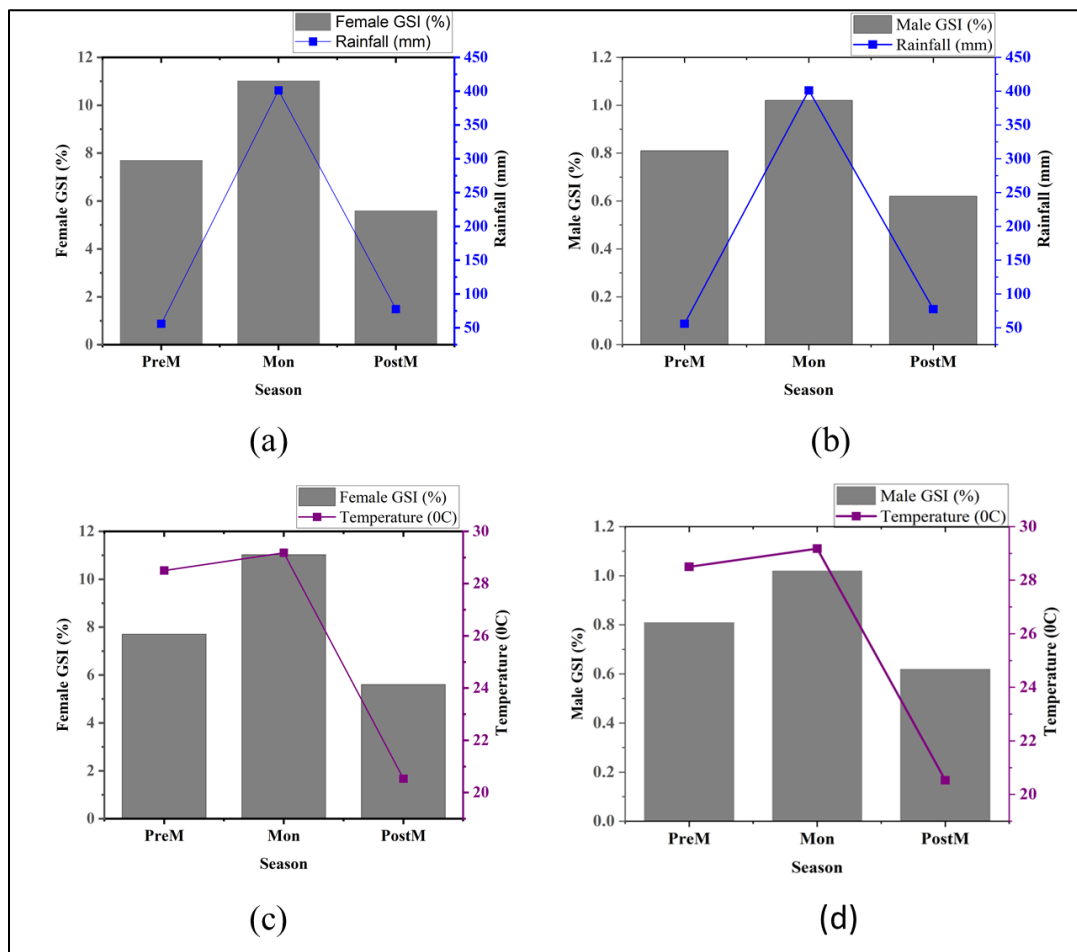 Female GSI (%)
Rainfall (mm)
12
10
8
6
4
2
0
Female GSI (%)
450
400
350
300
250
200
150
100
50
Rainfall (mm)
PreM Mon PostM
Season
(a)
Male GSI (%)
Rainfall (mm)
1.2
1.0
0.8
0.6
0.4
0.2
0.0
Male GSI (%)
450
400
350
300
250
200
150
100
50
Rainfall (mm)
PreM Mon PostM
Season
(b)
Female GSI (%)
Temperature (0C)
12
10
8
6
4
2
0
Female GSI (%)
30
28
26
24
22
20
Temperature (0C)
PreM Mon PostM
Season
(c)
Male GSI (%)
Temperature (0C)
1.2
1.0
0.8
0.6
0.4
0.2
0.0
Male GSI (%)
30
28
26
24
22
20
Temperature (0C)
PreM Mon PostM
Season
(d)